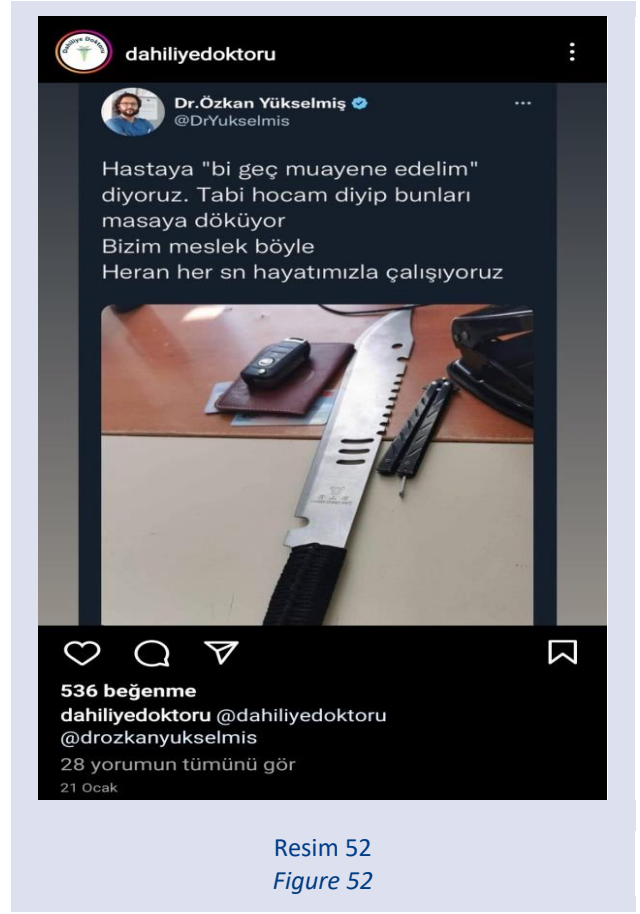 Dahiliye Doktoru
dahiliyedoktoru
Dr.Özkan Yükselmiş
@DrYukselmis
Hastaya "bi geç muayene edelim"
diyoruz. Tabi hocam diyip bunları
masaya döküyor
Bizim meslek böyle
Heran her sn hayatımızla çalışıyoruz
536 beğenme
dahiliyedoktoru @dahiliyedoktoru
@drozkanyukselmis
28 yorumun tümünü gör
21 Ocak
Resim 52
Figure 52